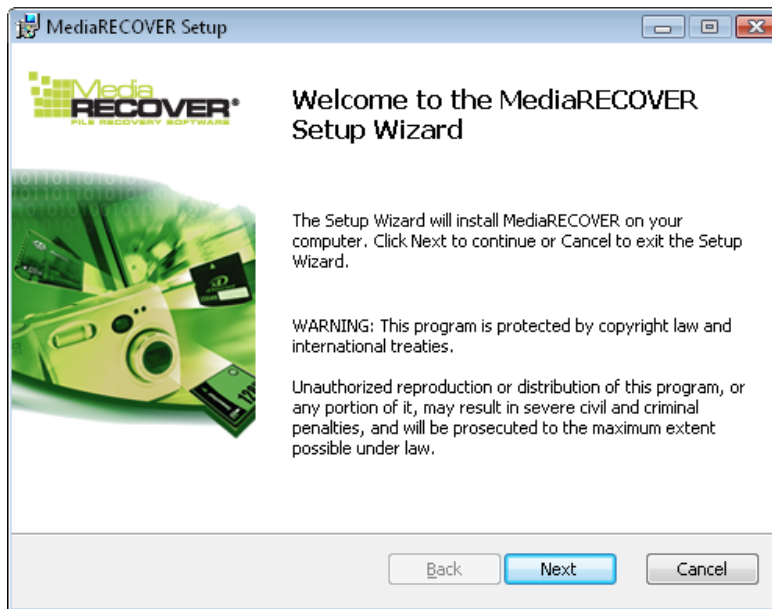 MediaRECOVER Setup
Media
RECOVER®
FILE RECOVERY SOFTWARE
Welcome to the MediaRECOVER
Setup Wizard
The Setup Wizard will install MediaRECOVER on your
computer. Click Next to continue or Cancel to exit the Setup
Wizard.
WARNING: This program is protected by copyright law and
international treaties.
Unauthorized reproduction or distribution of this program, or
any portion of it, may result in severe civil and criminal
penalties, and will be prosecuted to the maximum extent
possible under law.
Back
Next
Cancel